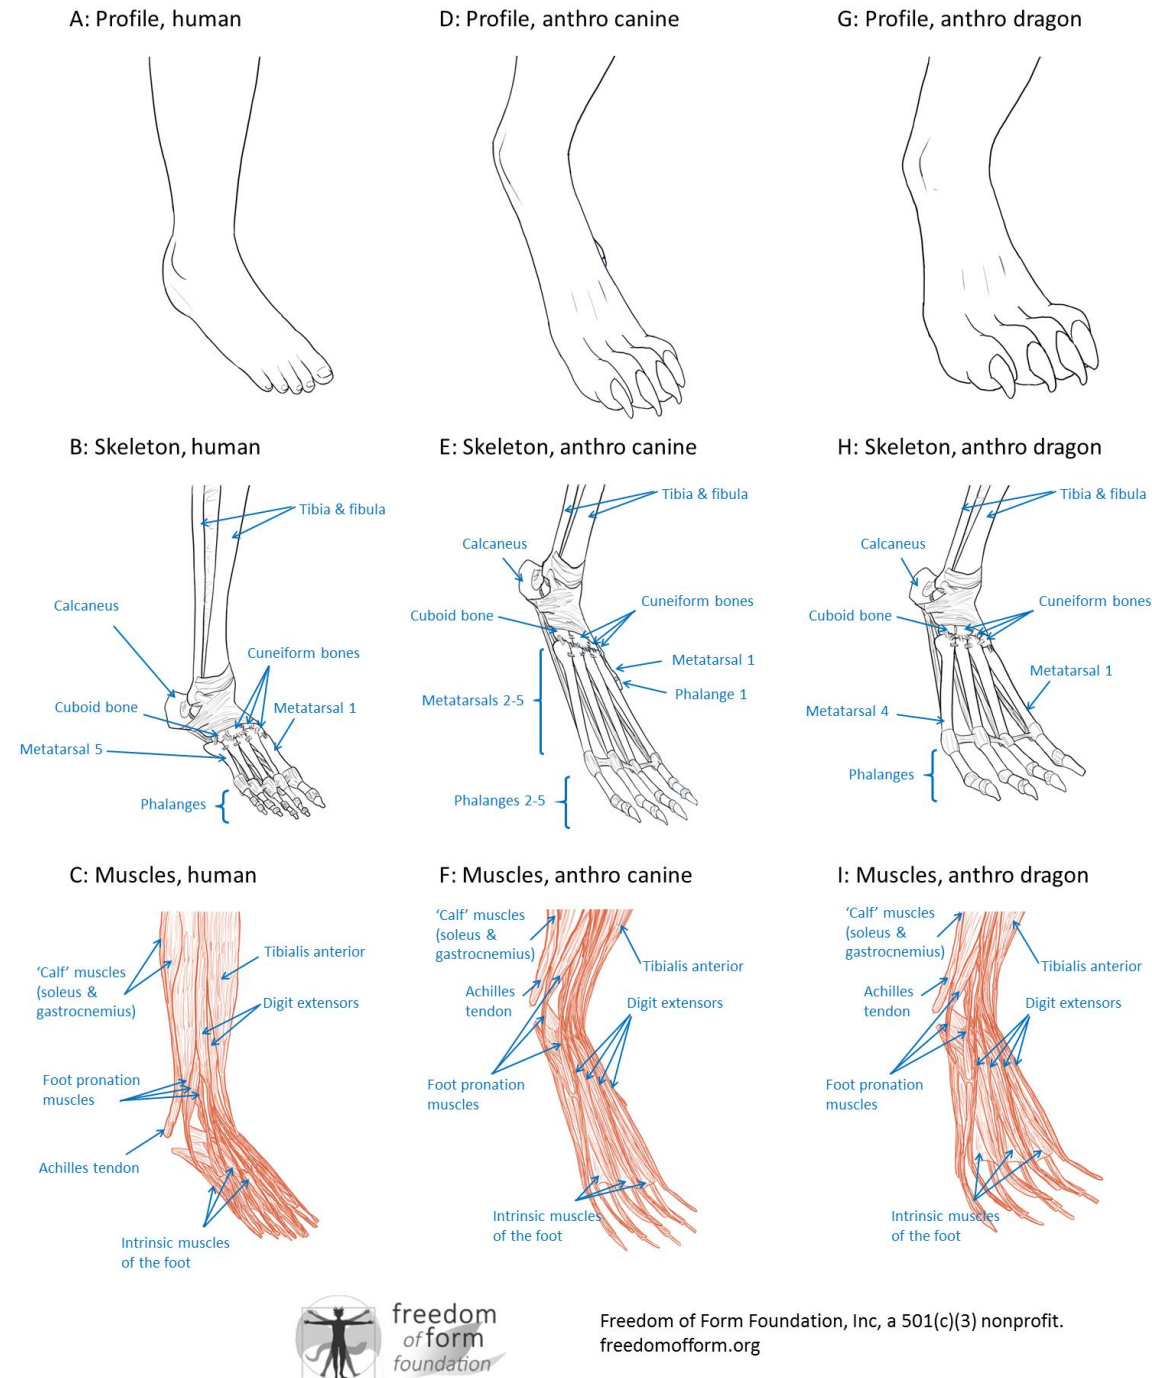 A: Profile, human
D: Profile, anthro canine
G: Profile, anthro dragon
B: Skeleton, human
E: Skeleton, anthro canine
H: Skeleton, anthro dragon
Tibia & fibula
Calcaneus
Cuneiform bones
Cuboid bone
Metatarsal 1
Metatarsal 5
Phalanges
Tibia & fibula
Calcaneus
Cuneiform bones
Cuboid bone
Metatarsal 1
Metatarsals 2-5
Phalange 1
Phalanges 2-5
Tibia & fibula
Calcaneus
Cuneiform bones
Cuboid bone
Metatarsal 1
Metatarsal 4
Phalanges
C: Muscles, human
F: Muscles, anthro canine
I: Muscles, anthro dragon
Tibialis anterior
‘Calf’ muscles
(soleus &
gastrocnemius)
Digit extensors
Foot pronation
muscles
Achilles tendon
Intrinsic muscles
of the foot
‘Calf’ muscles
(soleus &
gastrocnemius)
Tibialis anterior
Achilles
tendon
Digit extensors
Foot pronation
muscles
Intrinsic muscles
of the foot
‘Calf’ muscles
(soleus &
gastrocnemius)
Tibialis anterior
Achilles
tendon
Digit extensors
Foot pronation
muscles
Intrinsic muscles
of the foot
freedom
of form
foundation
Freedom of Form Foundation, Inc, a 501(c)(3) nonprofit.
freedomofform.org